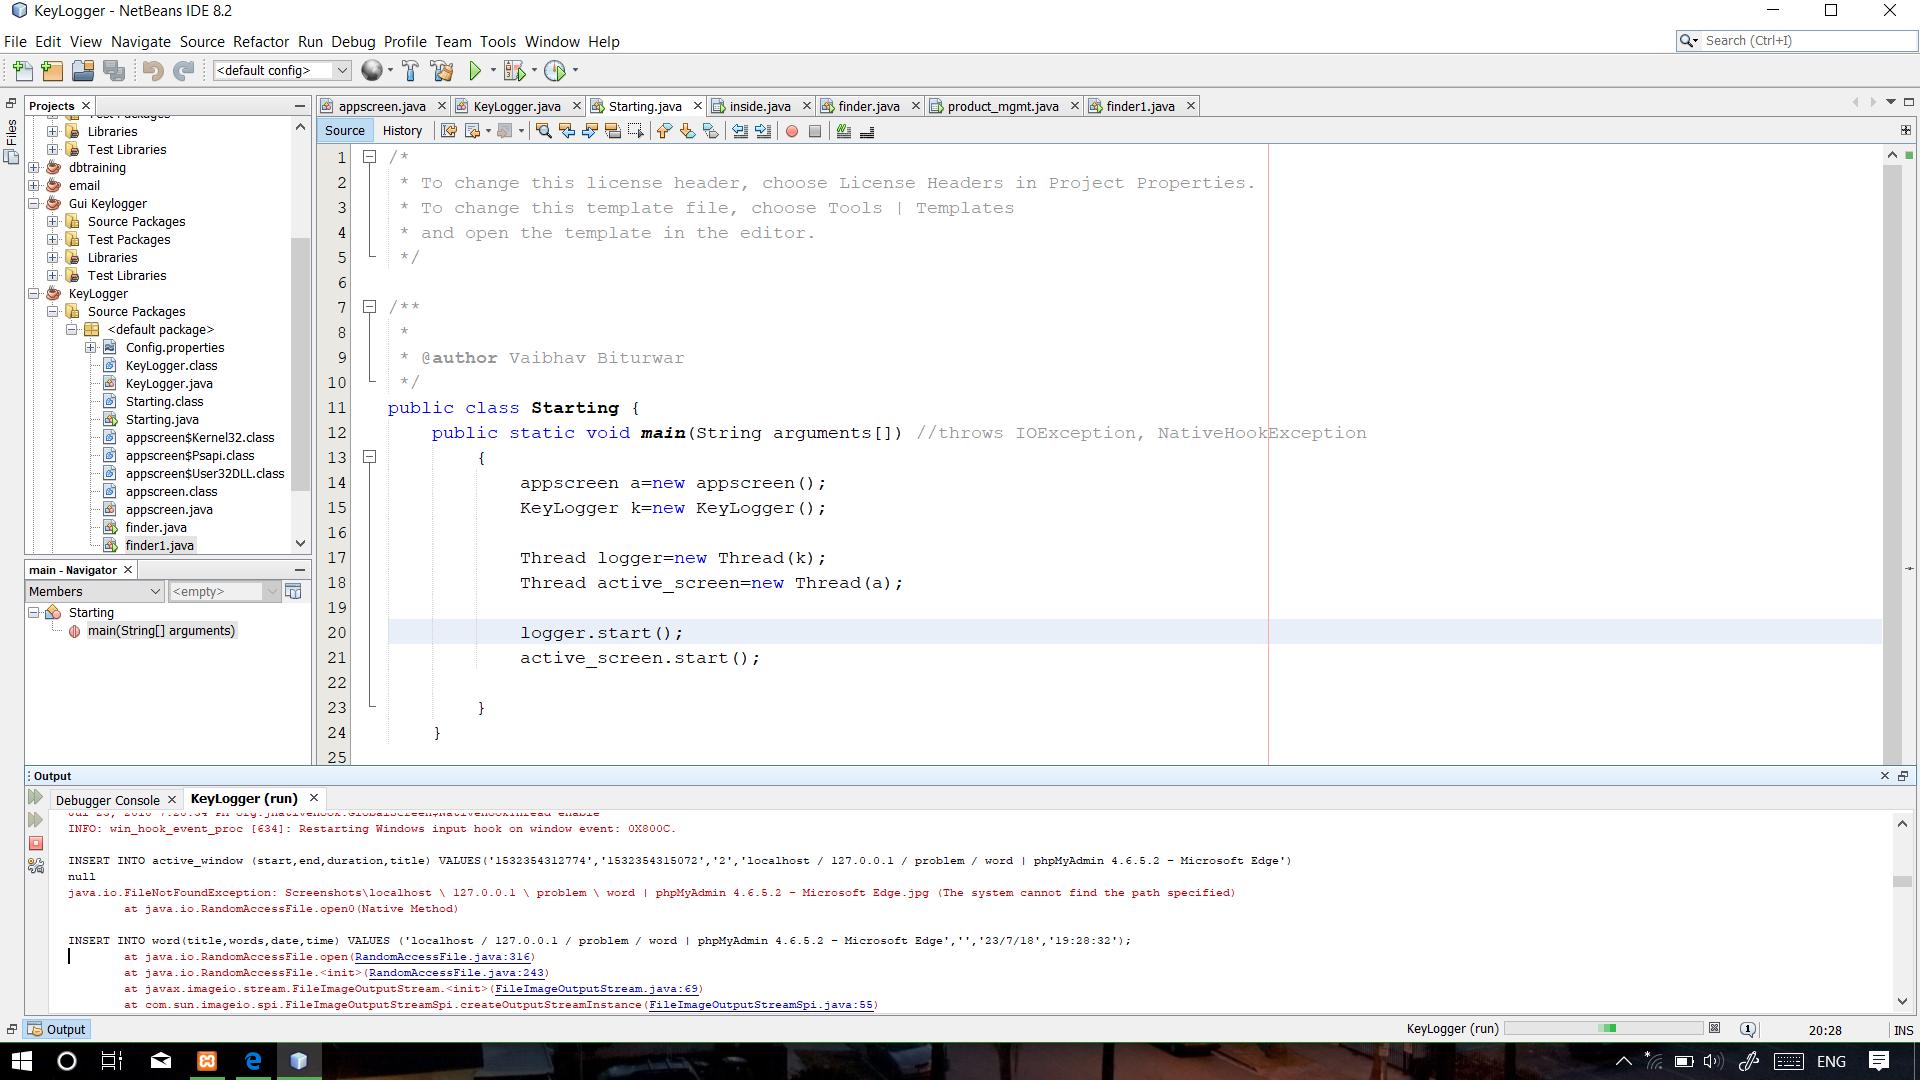 KeyLogger - NetBeans IDE 8.2
File Edit View Navigate Source Refactor Run Debug Profile Team Tools Window Help
Search (Ctrl+I)
<default config>
Files
Projects
Test Packages
Libraries
Test Libraries
dbtraining
email
Gui Keylogger
Source Packages
Test Packages
Libraries
Test Libraries
KeyLogger
Source Packages
<default package>
Config.properties
KeyLogger.class
KeyLogger.java
Starting.class
Starting.java
appscreen$Kernel32.class
appscreen$Psapi.class
appscreen$User32DLL.class
appscreen.class
appscreen.java
finder.java
finder1.java
main - Navigator
Members <empty>
Starting
main(String[] arguments)
appscreen.java KeyLogger.java Starting.java inside.java finder.java product_mgmt.java finder1.java
Source History
1 /*
2 * To change this license header, choose License Headers in Project Properties.
3 * To change this template file, choose Tools | Templates
4 * and open the template in the editor.
5 */
6
7 /**
8 *
9 * @author Vaibhav Biturwar
10 */
11 public class Starting {
12 public static void main(String arguments[]) //throws IOException, NativeHookException
13 {
14 appscreen a=new appscreen();
15 KeyLogger k=new KeyLogger();
16
17 Thread logger=new Thread(k);
18 Thread active_screen=new Thread(a);
19
20 logger.start();
21 active_screen.start();
22
23 }
24 }
25
Output
Debugger Console KeyLogger (run)
Jul 23, 2018 7:28:34 PM org.jnativehook.GlobalScreen$NativeHookThread enable
INFO: win_hook_event_proc [634]: Restarting Windows input hook on window event: 0X800C.
INSERT INTO active_window (start,end,duration,title) VALUES('1532354312774','1532354315072','2','localhost / 127.0.0.1 / problem / word | phpMyAdmin 4.6.5.2 - Microsoft Edge')
null
java.io.FileNotFoundException: Screenshots\localhost \ 127.0.0.1 \ problem \ word | phpMyAdmin 4.6.5.2 - Microsoft Edge.jpg (The system cannot find the path specified)
at java.io.RandomAccessFile.open0(Native Method)
INSERT INTO word(title,words,date,time) VALUES ('localhost / 127.0.0.1 / problem / word | phpMyAdmin 4.6.5.2 - Microsoft Edge','','23/7/18','19:28:32');
at java.io.RandomAccessFile.open(RandomAccessFile.java:316)
at java.io.RandomAccessFile.<init>(RandomAccessFile.java:243)
at javax.imageio.stream.FileImageOutputStream.<init>(FileImageOutputStream.java:69)
at com.sun.imageio.spi.FileImageOutputStreamSpi.createOutputStreamInstance(FileImageOutputStreamSpi.java:55)
Output
KeyLogger (run)
20:28 INS
ENG